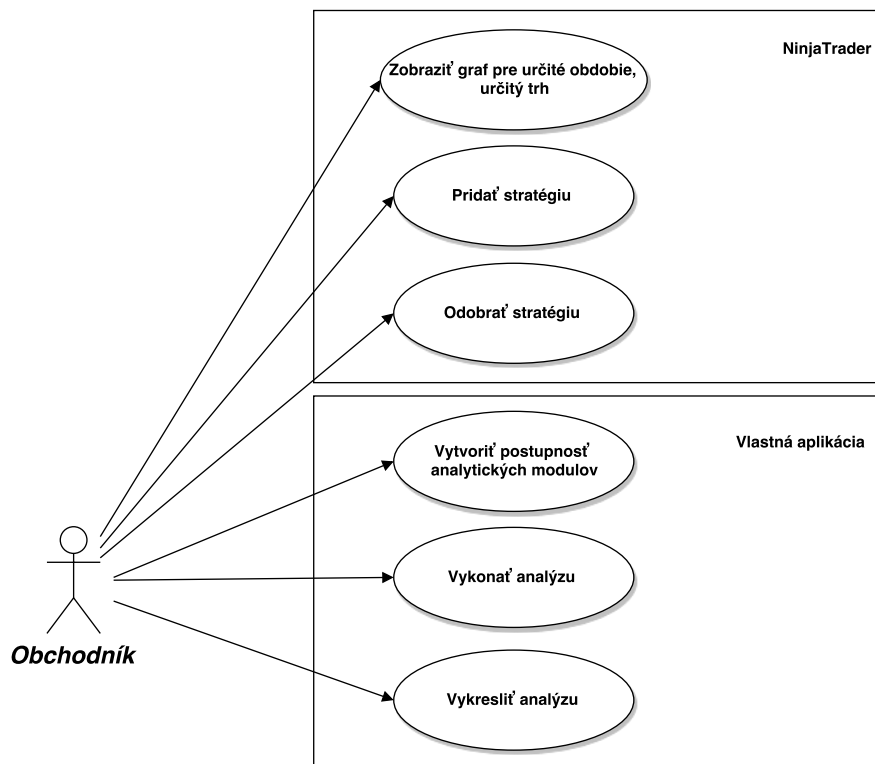 NinjaTrader
Zobraziť graf pre určité obdobie,
určitý trh
Pridať stratégiu
Odobrať stratégiu
Vlastná aplikácia
Vytvoriť postupnosť
analytických modulov
Vykonať analýzu
Obchodník
Vykresliť analýzu